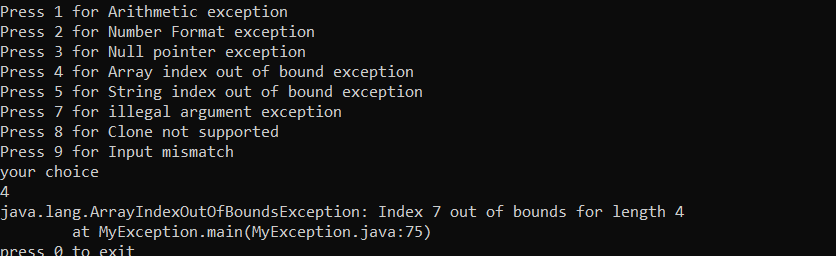 Press 1 for Arithmetic exception
Press 2 for Number Format exception
Press 3 for Null pointer exception
Press 4 for Array index out of bound exception
Press 5 for String index out of bound exception
Press 7 for illegal argument exception
Press 8 for Clone not supported
Press 9 for Input mismatch
your choice
4
java.lang.ArrayIndexOutOfBoundsException: Index 7 out of bounds for length 4
        at MyException.main(MyException.java:75)
press 0 to exit